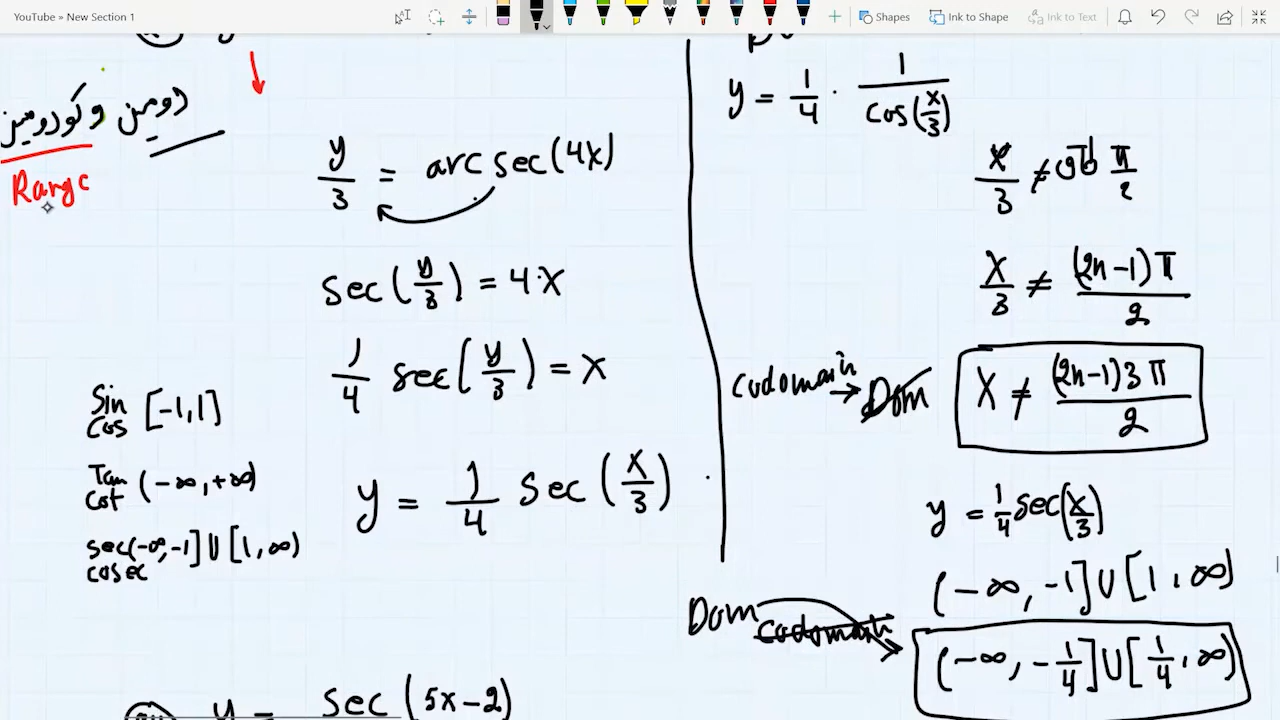 YouTube » New Section 1
Shapes
Ink to Shape
Ink to Text
دومين وكودومين
Range
y/3 = arc sec(4x)
sec(y/3) = 4·x
1/4 sec(y/3) = x
y = 1/4 sec(x/3)
Sin
Cos [-1,1]
Tan
Cot (-∞,+∞)
sec (-∞,-1]∪[1,∞)
cosec
y = sec(5x-2)
y = 1/4 · 1/cos(x/3)
x/3 ≠ π/2
x/3 ≠ (2n-1)π/2
codomain → Dom
x ≠ (2n-1)3π/2
y = 1/4 sec(x/3)
(-∞,-1]∪[1,∞)
Dom codomain
(-∞,-1/4]∪[1/4,∞)